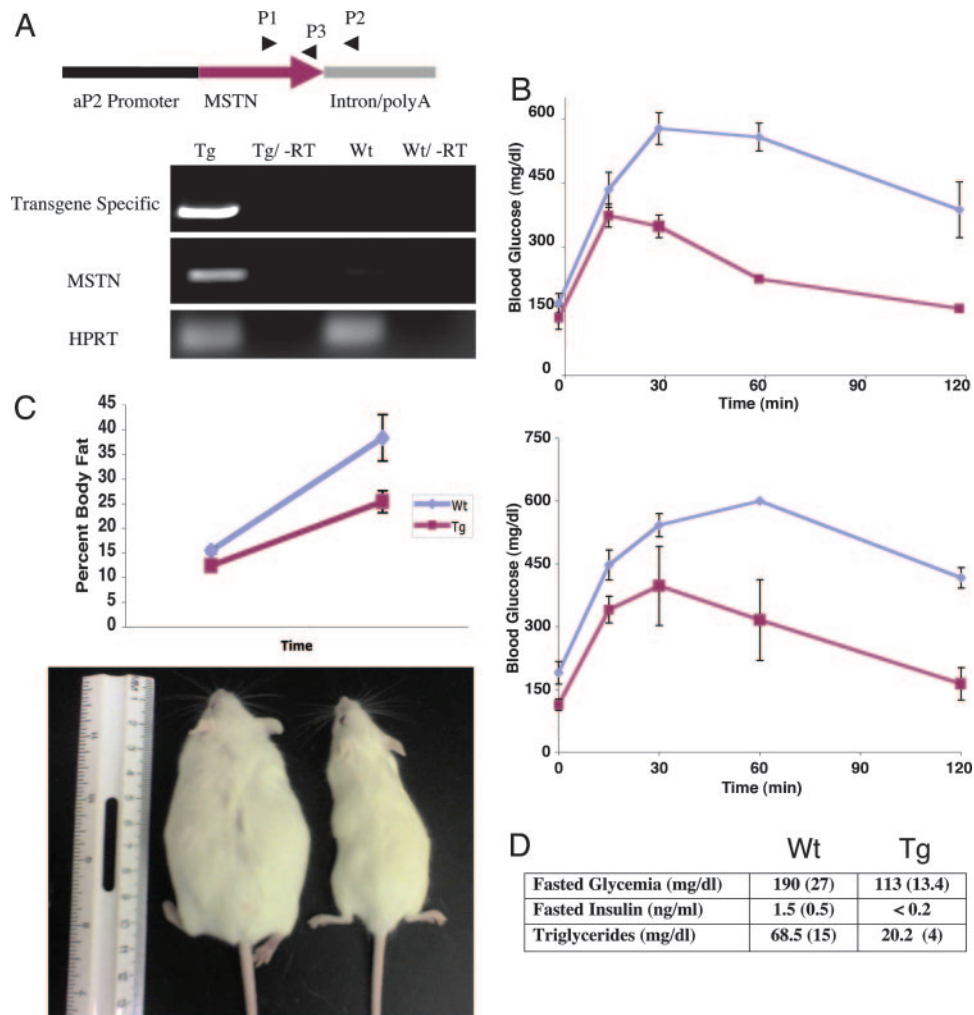 A
P1
P2
P3
aP2 Promoter
MSTN
Intron/polyA
Tg
Tg/ -RT
Wt
Wt/ -RT
Transgene Specific
MSTN
HPRT
B
600
450
300
150
0
Blood Glucose (mg/dl)
0
30
60
90
120
Time (min)
C
45
40
35
30
25
20
15
10
5
0
Percent Body Fat
Wt
Tg
Time
750
600
450
300
150
0
Blood Glucose (mg/dl)
0
30
60
90
120
Time (min)
D
Wt Tg
Fasted Glycemia (mg/dl) 190 (27) 113 (13.4)
Fasted Insulin (ng/ml) 1.5 (0.5) < 0.2
Triglycerides (mg/dl) 68.5 (15) 20.2 (4)